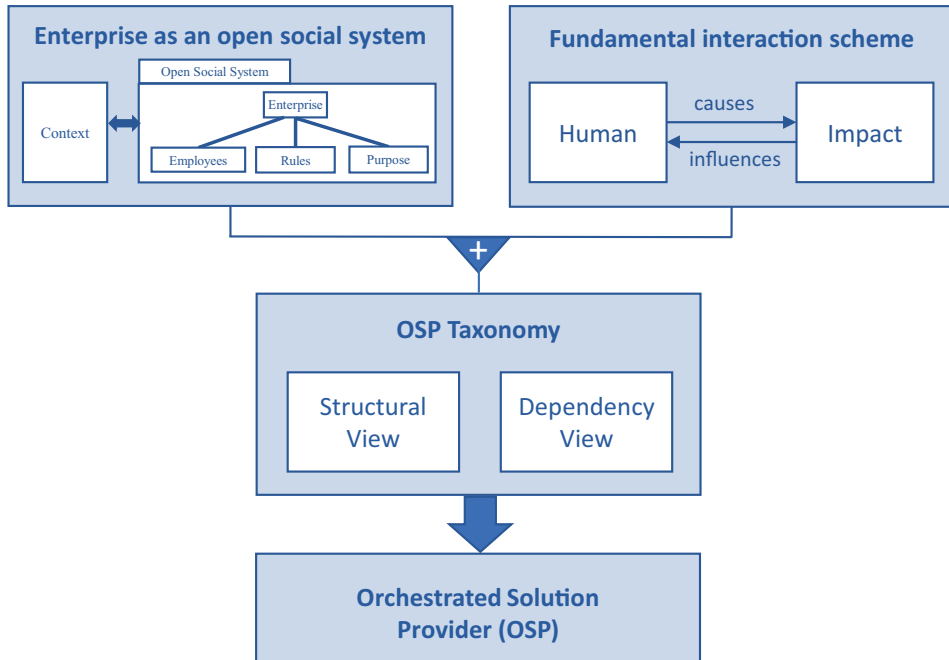 Enterprise as an open social system
Open Social System
Context
Enterprise
Employees
Rules
Purpose
Fundamental interaction scheme
Human
causes
influences
Impact
+
OSP Taxonomy
Structural
View
Dependency
View
Orchestrated Solution
Provider (OSP)